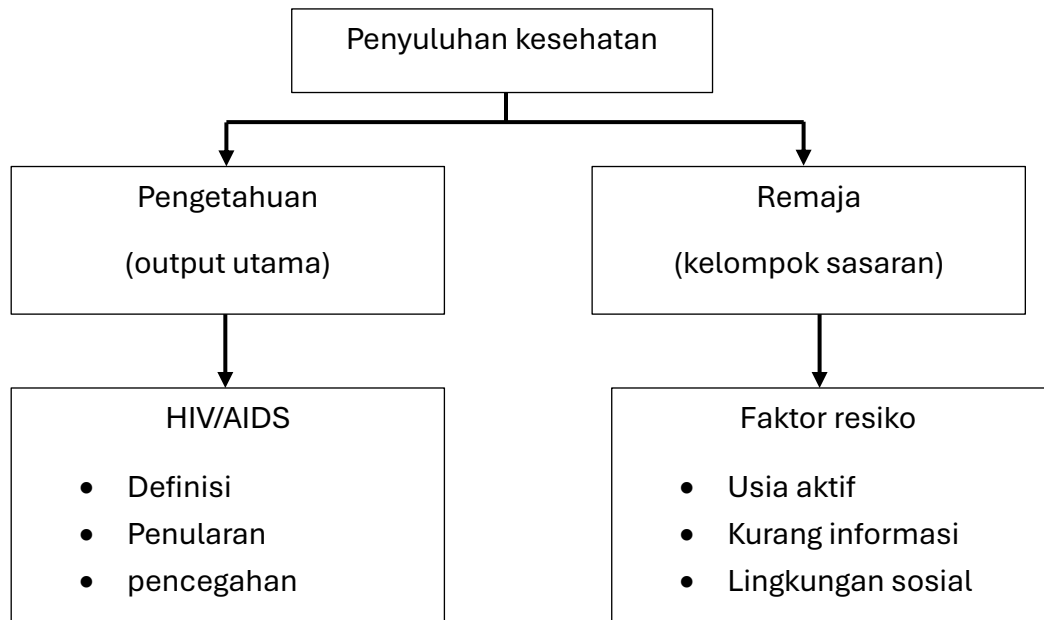 Penyuluhan kesehatan
Pengetahuan
(output utama)
Remaja
(kelompok sasaran)
HIV/AIDS
• Definisi
• Penularan
• pencegahan
Faktor resiko
• Usia aktif
• Kurang informasi
• Lingkungan sosial